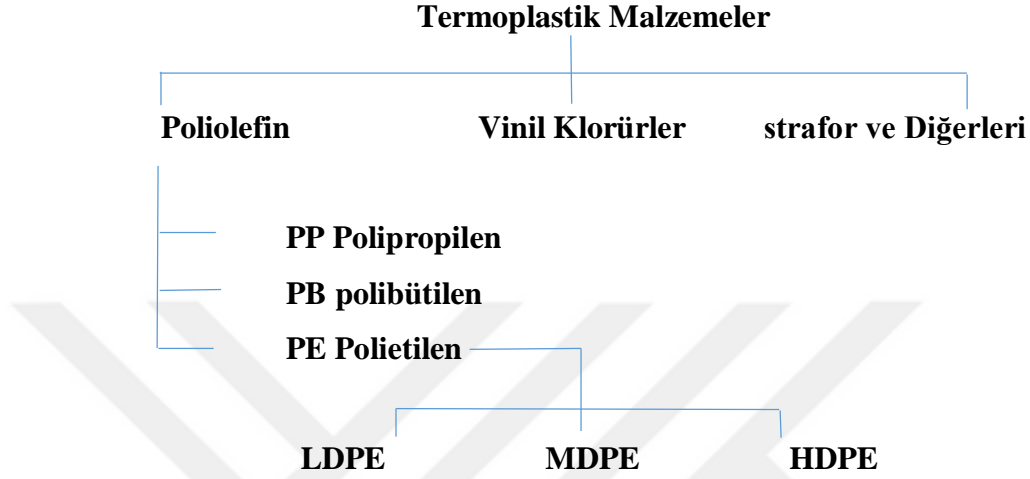 Termoplastik Malzemeler
Poliolefin Vinil Klorürler strafor ve Diğerleri
PP Polipropilen
PB polibütilen
PE Polietilen
LDPE MDPE HDPE